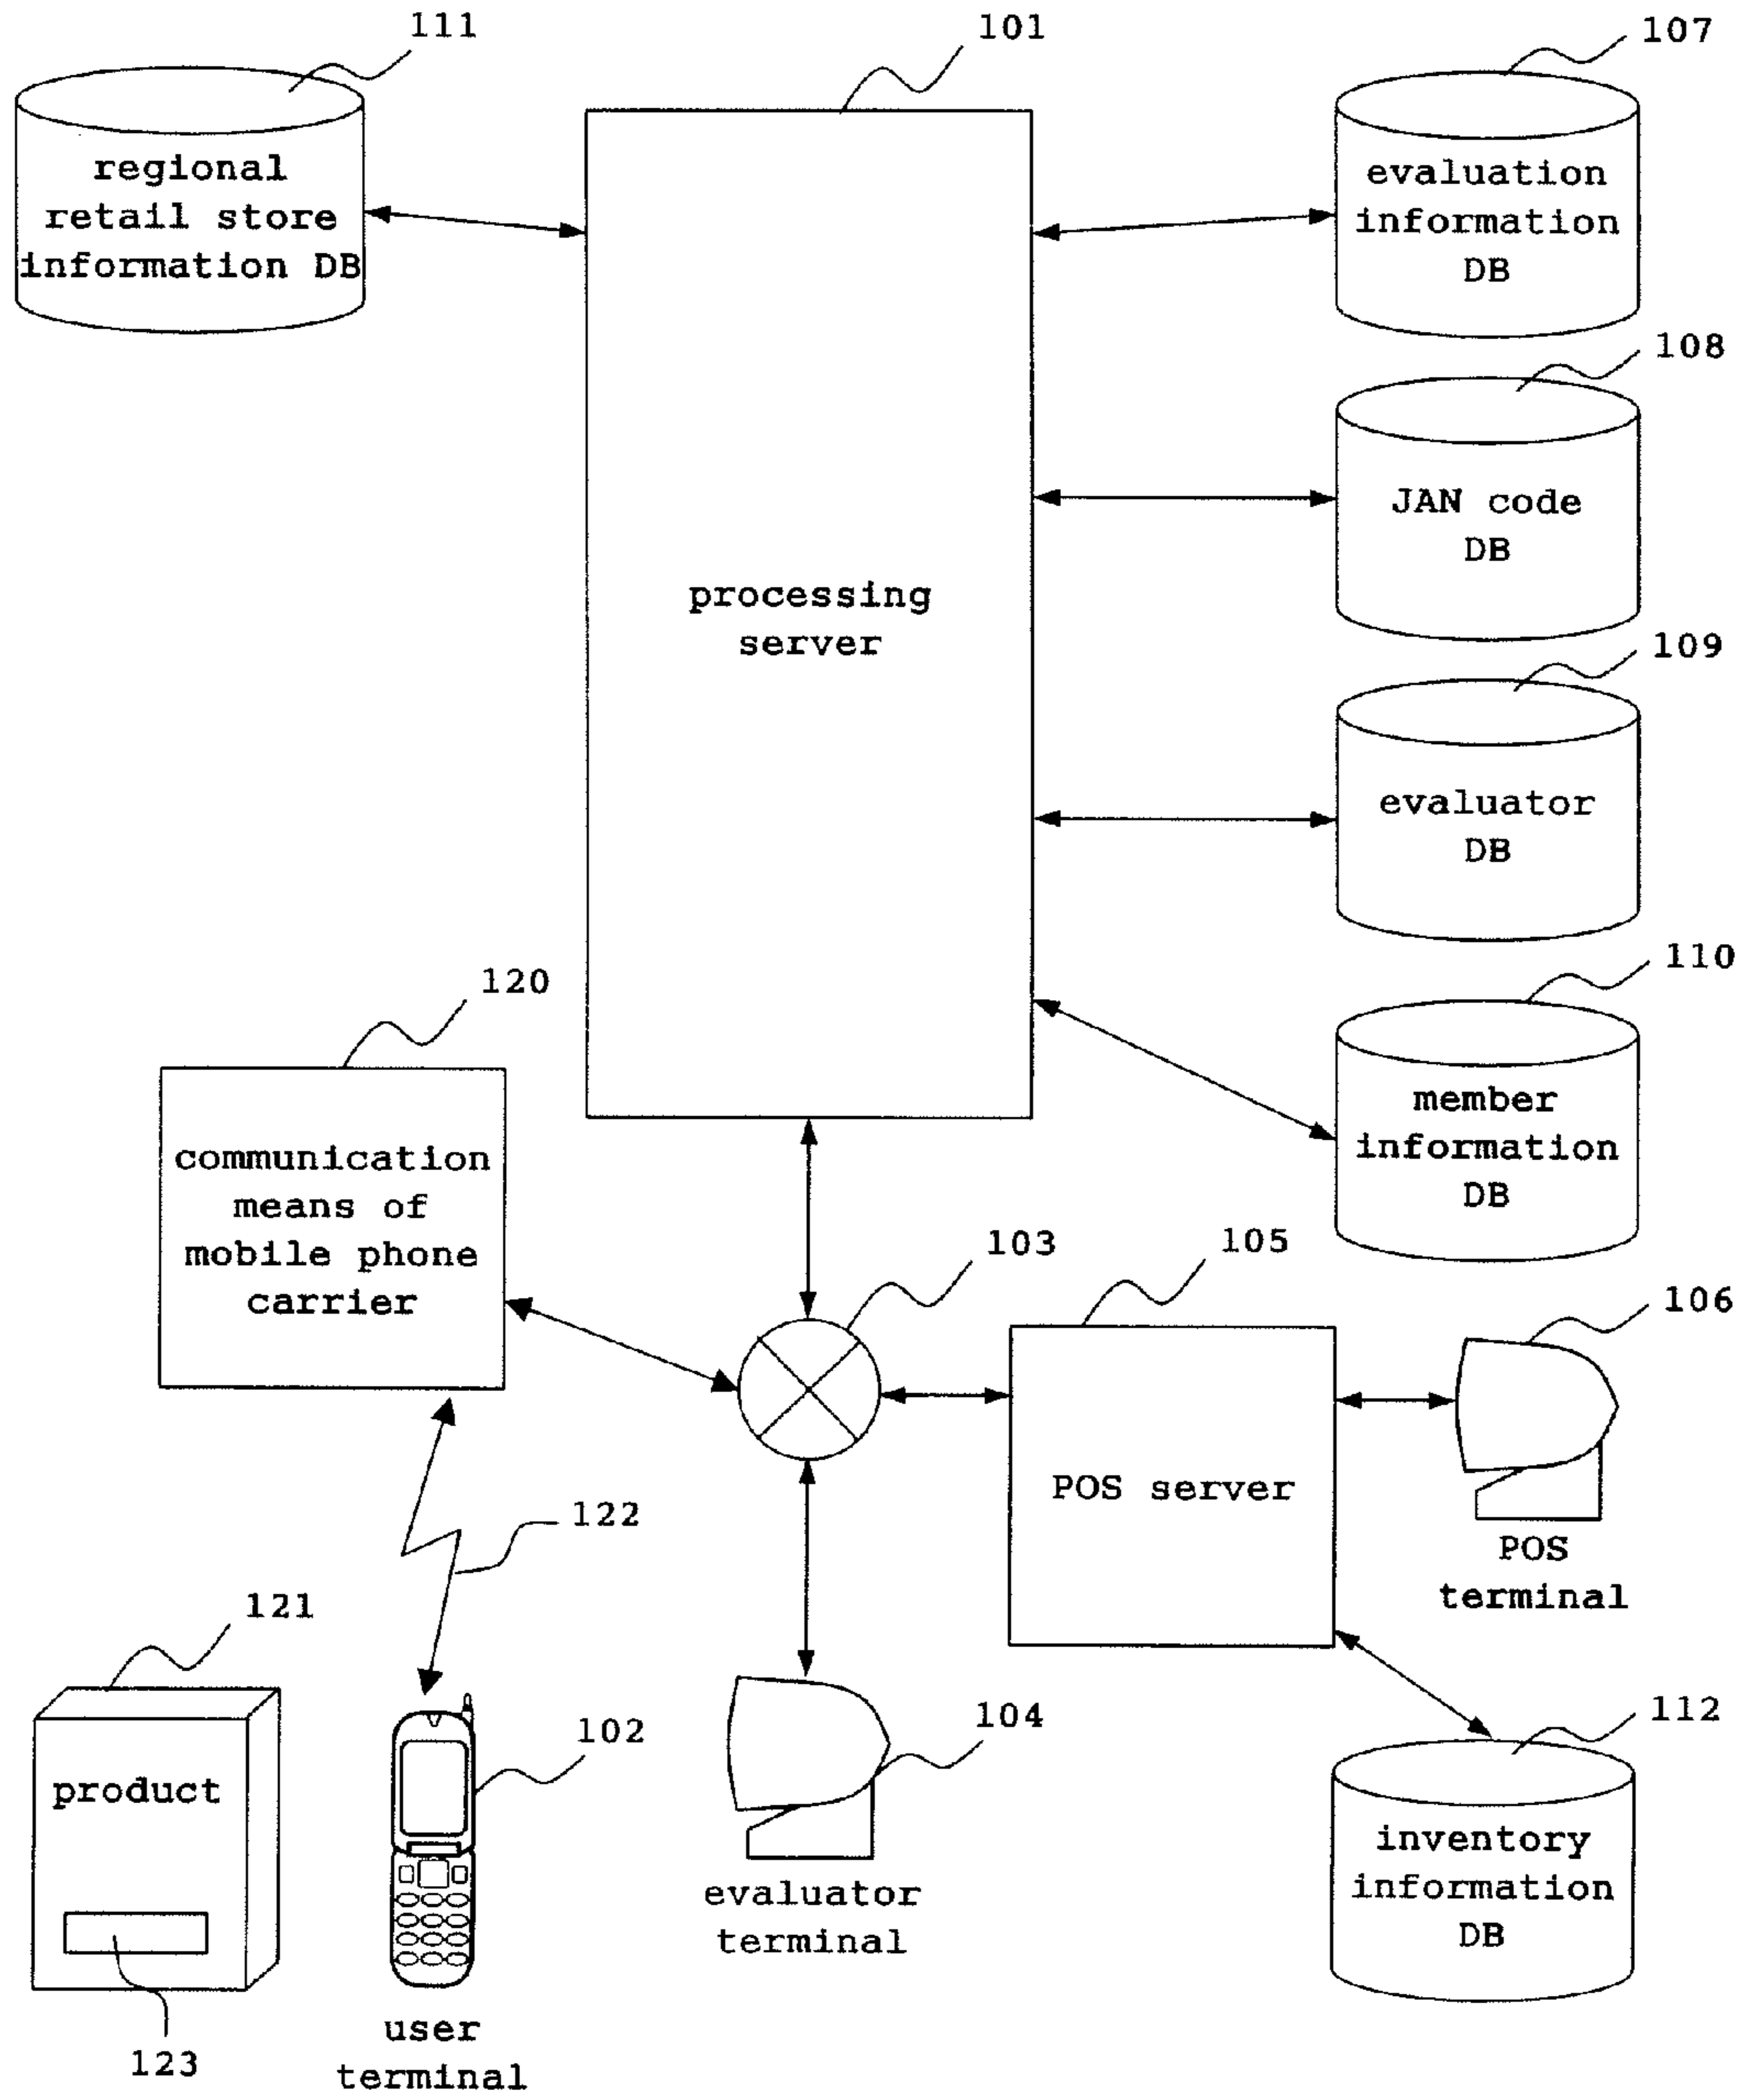 111
101
107
regional
retail store
information DB
evaluation
information
DB
108
JAN code
DB
processing
server
109
evaluator
DB
110
120
member
information
DB
communication
means of
mobile phone
carrier
103
105
106
POS server
122
POS
terminal
121
102
104
112
product
inventory
information
DB
evaluator
terminal
123
user
terminal